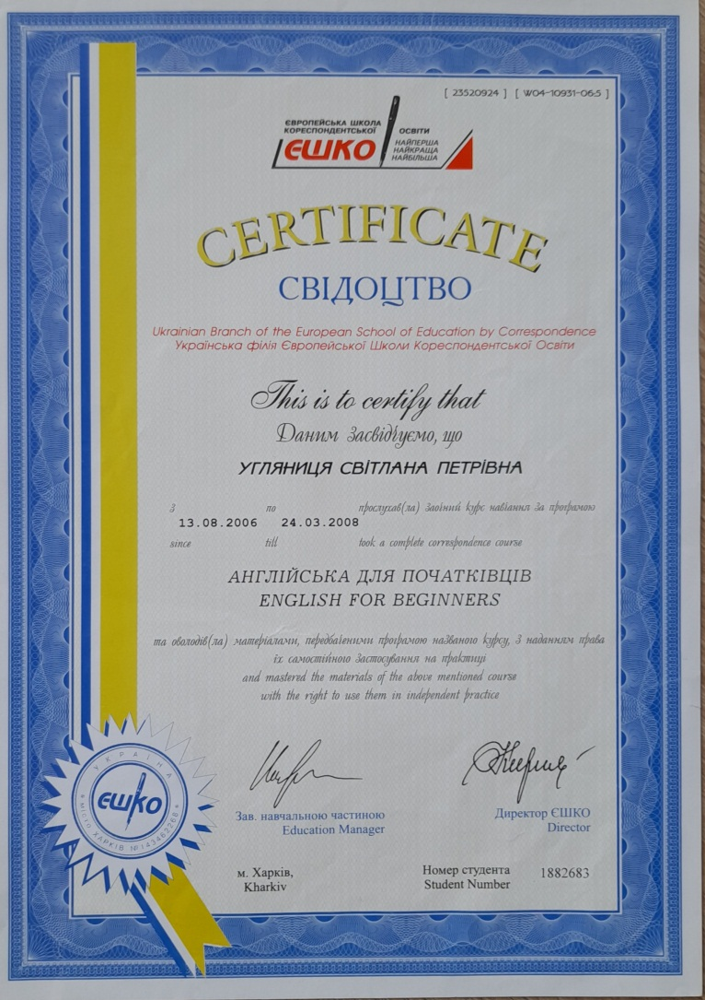 [ 23520924 ] [ W04-10931-06.5 ]
ЄВРОПЕЙСЬКА ШКОЛА
КОРЕСПОНДЕНТСЬКОЇ ОСВІТИ
ЄШКО
НАЙПЕРША
НАЙКРАЩА
НАЙБІЛЬША
CERTIFICATE
СВІДОЦТВО
Ukrainian Branch of the European School of Education by Correspondence
Українська філія Європейської Школи Кореспондентської Освіти
This is to certify that
Даним засвідчуємо, що
УГЛЯНИЦЯ СВІТЛАНА ПЕТРІВНА
з по прослухав(ла) заочний курс навчання за програмою
13.08.2006 24.03.2008
since till took a complete correspondence course
АНГЛІЙСЬКА ДЛЯ ПОЧАТКІВЦІВ
ENGLISH FOR BEGINNERS
та оволодів(ла) матеріалами, передбаченими програмою названого курсу, з наданням права
їх самостійного застосування на практиці
and mastered the materials of the above mentioned course
with the right to use them in independent practice
УКРАЇНА
ЄШКО
* МІСТО ХАРКІВ №14346226В *
Зав. навчальною частиною
Education Manager
Директор ЄШКО
Director
м. Харків,
Kharkiv
Номер студента 1882683
Student Number